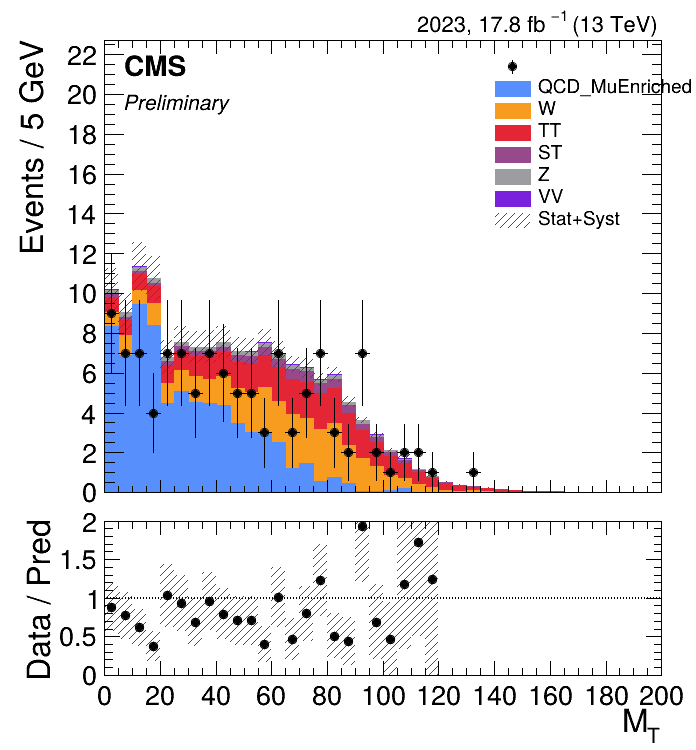 2023, 17.8 fb⁻¹ (13 TeV)
Events / 5 GeV
22
20
18
16
14
12
10
8
6
4
2
0
CMS
Preliminary
QCD_MuEnriched
W
TT
ST
Z
VV
Stat+Syst
Data / Pred
2
1.5
1
0.5
0
0 20 40 60 80 100 120 140 160 180 200
M_T